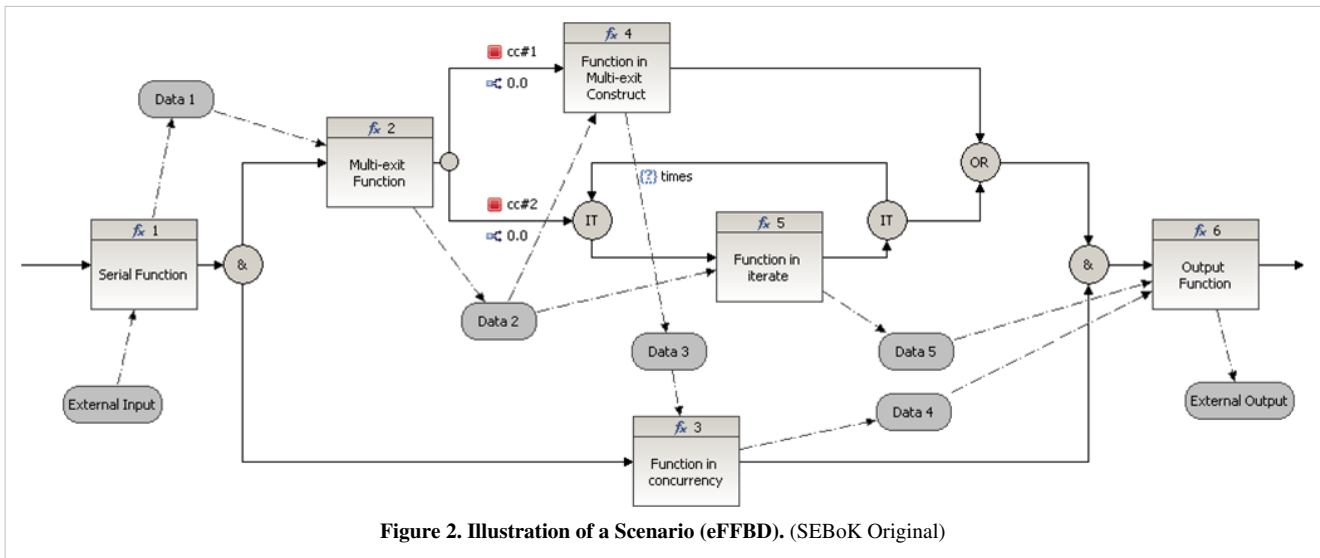 fx 4
cc#1
Function in
Multi-exit
Construct
0.0
Data 1
fx 2
Multi-exit
Function
OR
{?} times
cc#2
IT
IT
0.0
fx 5
Function in
iterate
fx 1
Serial Function
&
fx 6
Output
Function
&
Data 2
Data 3
Data 5
External Input
Data 4
External Output
fx 3
Function in
concurrency
Figure 2. Illustration of a Scenario (eFFBD). (SEBoK Original)